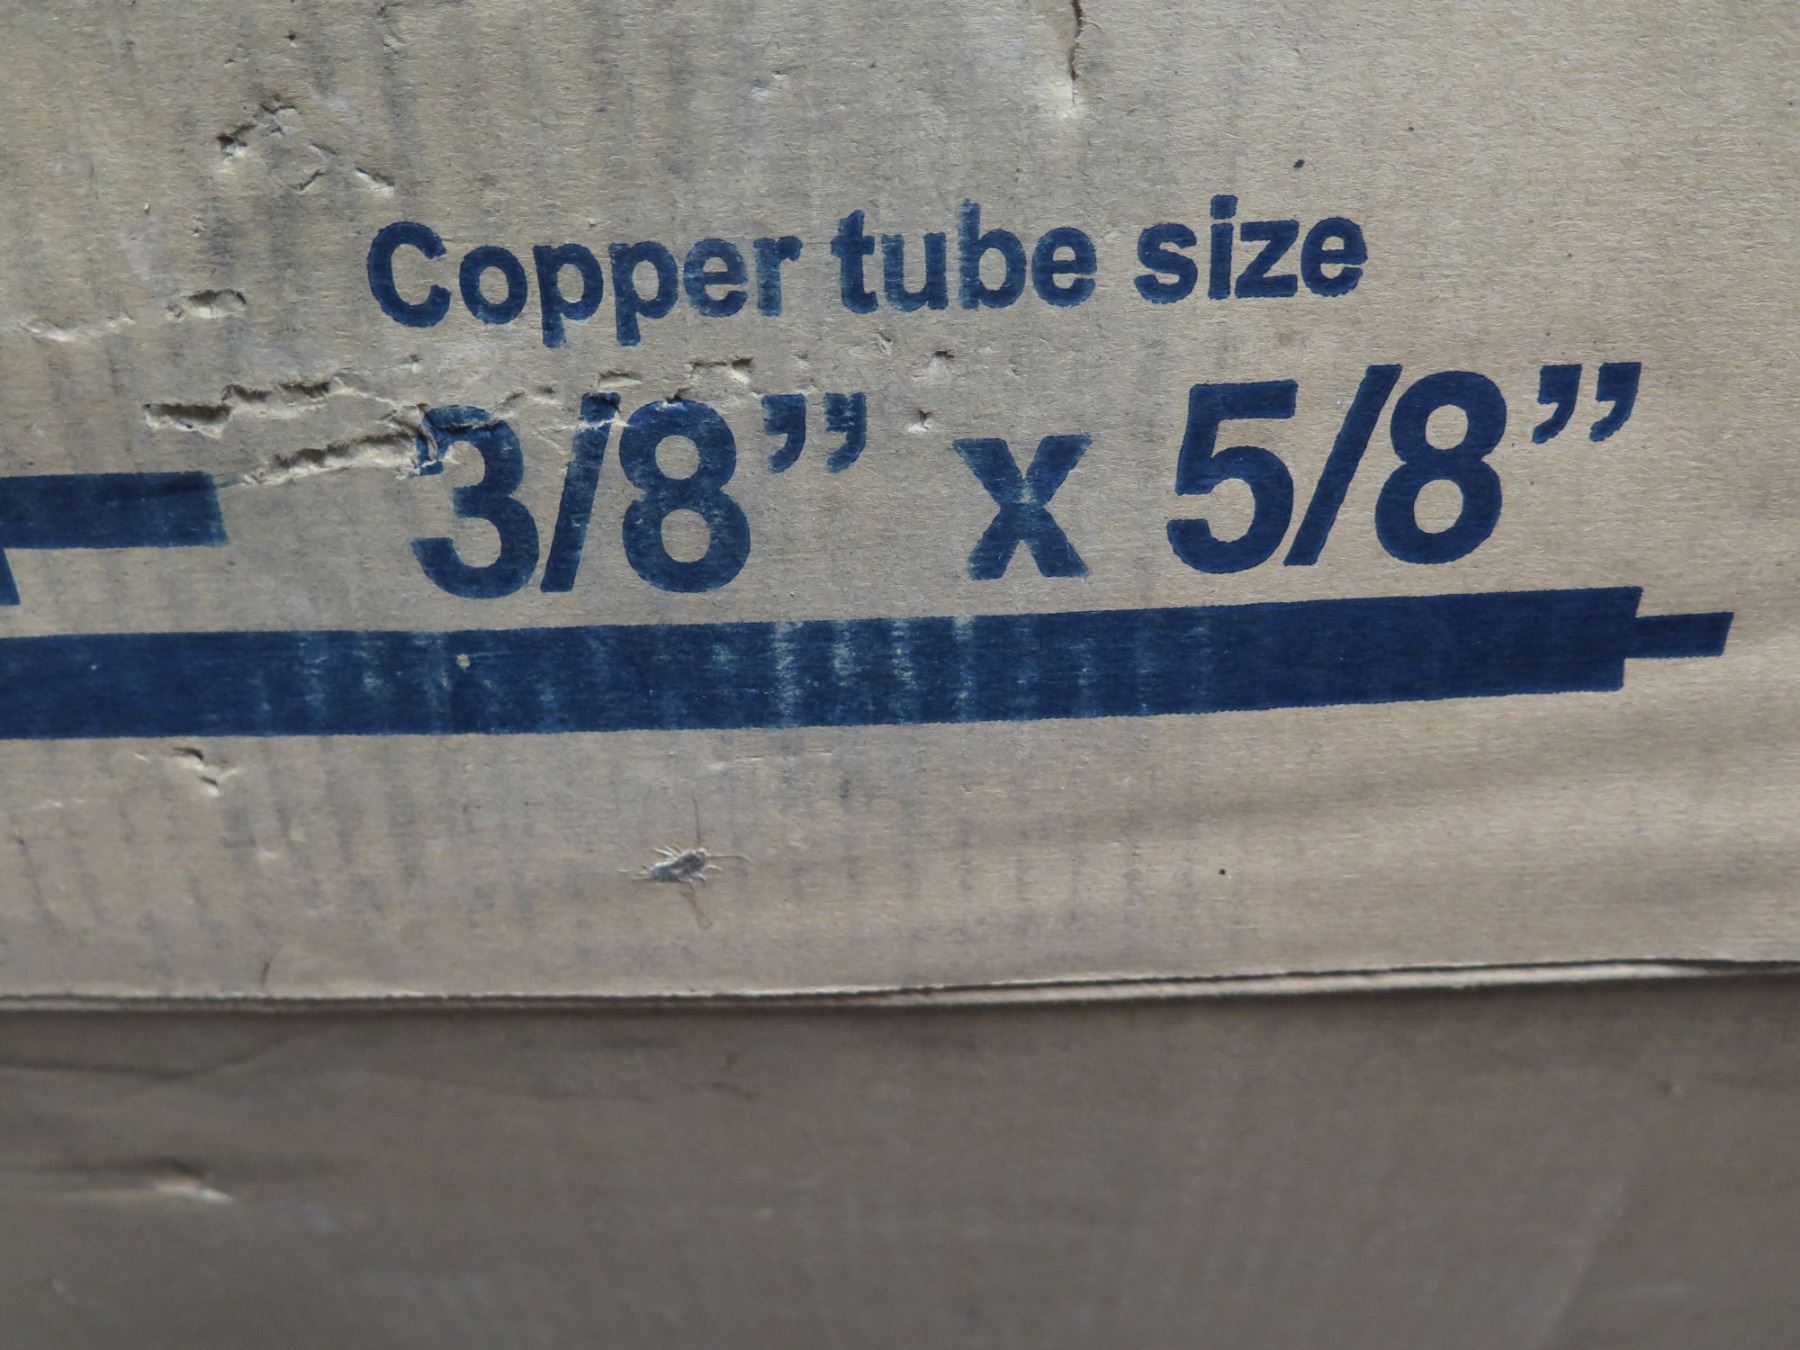 Copper tube size
3/8” x 5/8”